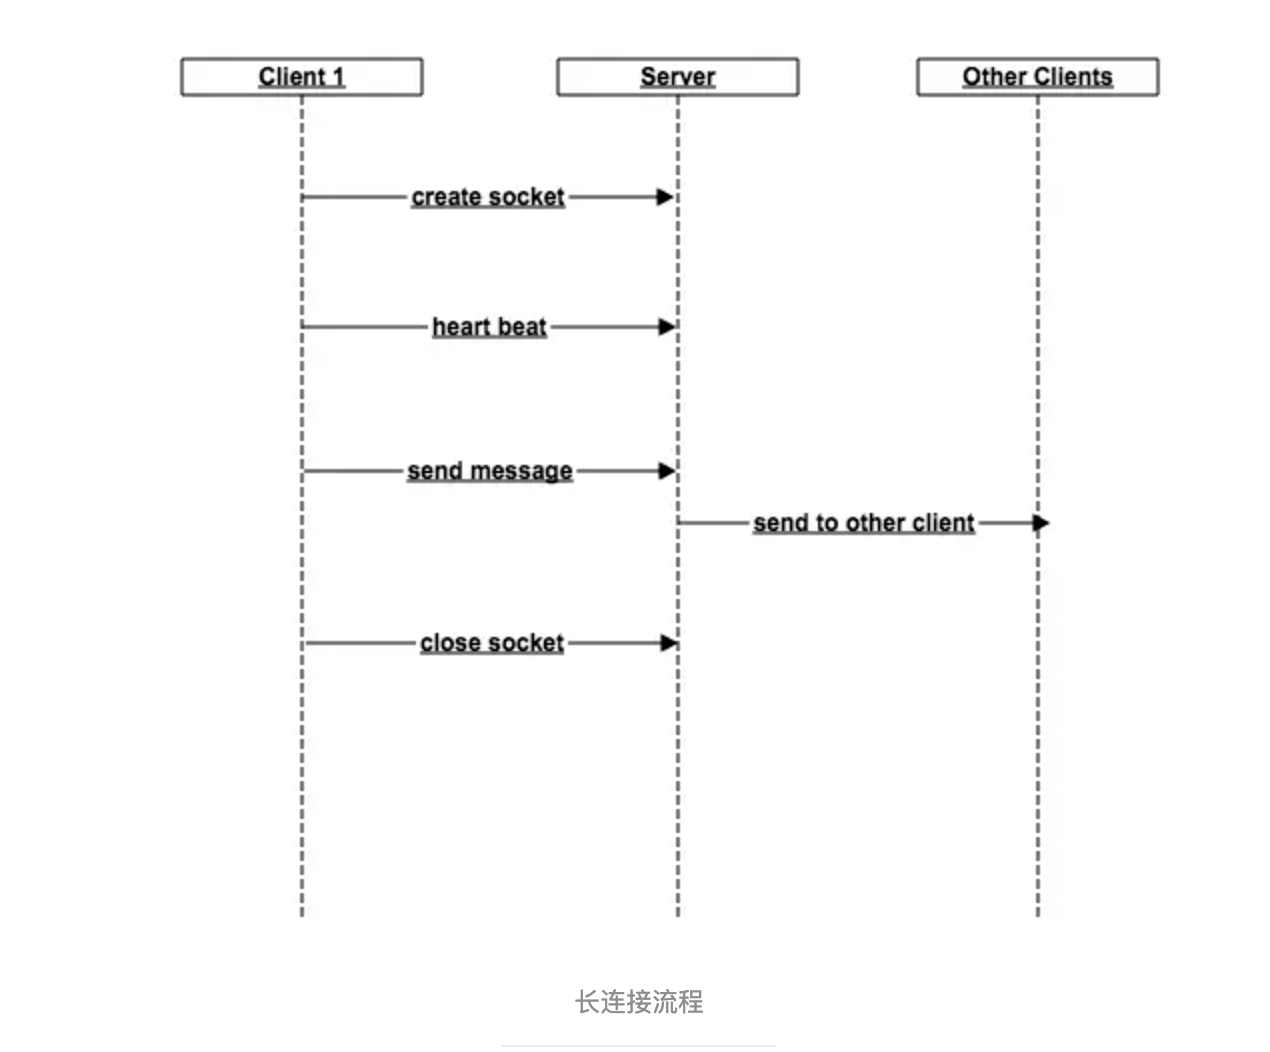 Client 1
Server
Other Clients
create socket
heart beat
send message
send to other client
close socket
长连接流程